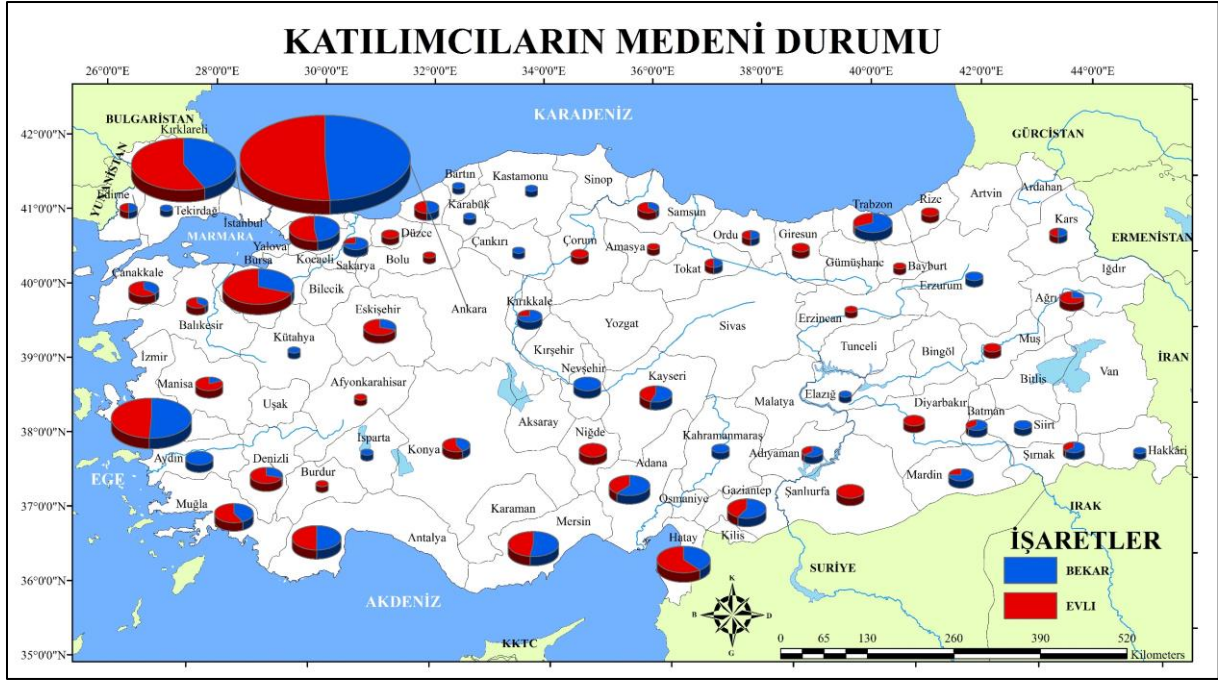 KATILIMCILARIN MEDENİ DURUMU
26°0'0"E 28°0'0"E 30°0'0"E 32°0'0"E 34°0'0"E 36°0'0"E 38°0'0"E 40°0'0"E 42°0'0"E 44°0'0"E
42°0'0"N
41°0'0"N
40°0'0"N
39°0'0"N
38°0'0"N
37°0'0"N
36°0'0"N
35°0'0"N
KARADENİZ
BULGARİSTAN
Kırklareli
GÜRCİSTAN
YUNANİSTAN
Edirne
Tekirdağ
İstanbul
MARMARA
Yalova
Kocaeli
Bursa
Sakarya
Bilecik
Düzce
Bolu
Bartın
Karabük
Kastamonu
Çankırı
Sinop
Samsun
Çorum
Amasya
Tokat
Ordu
Giresun
Trabzon
Gümüşhane
Rize
Bayburt
Artvin
Ardahan
Kars
ERMENİSTAN
Iğdır
Erzurum
Ağrı
Çanakkale
Balıkesir
Kütahya
Eskişehir
Ankara
Kırıkkale
Yozgat
Sivas
Erzincan
Tunceli
Bingöl
Muş
Bitlis
Van
İRAN
İzmir
Manisa
Uşak
Afyonkarahisar
Kırşehir
Nevşehir
Kayseri
Aksaray
Malatya
Elazığ
Diyarbakır
Batman
Siirt
EGE
Aydın
Denizli
Isparta
Burdur
Konya
Niğde
Adana
Kahramanmaraş
Adıyaman
Şırnak
Hakkâri
Muğla
Antalya
Karaman
Mersin
Osmaniye
Gaziantep
Şanlıurfa
Mardin
Hatay
Kilis
IRAK
SURİYE
AKDENİZ
KKTC
K
B
D
G
İŞARETLER
BEKAR
EVLI
0 65 130 260 390 520
Kilometers